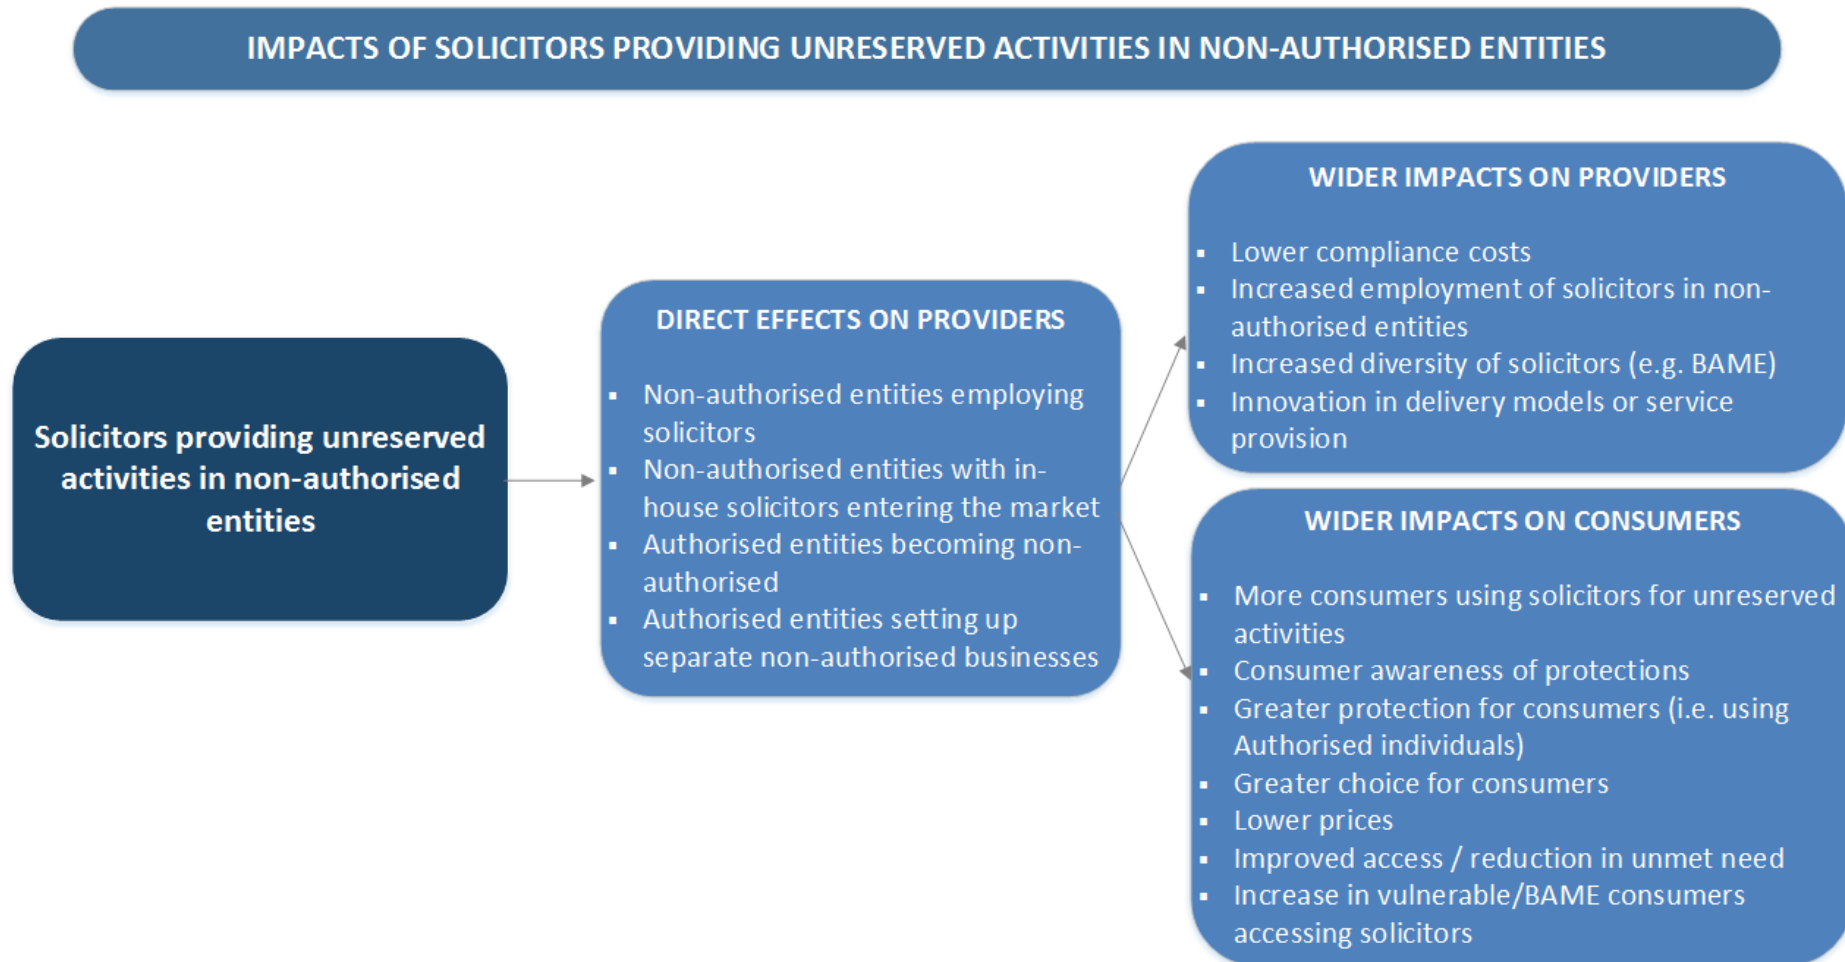 IMPACTS OF SOLICITORS PROVIDING UNRESERVED ACTIVITIES IN NON-AUTHORISED ENTITIES
Solicitors providing unreserved
activities in non-authorised
entities
DIRECT EFFECTS ON PROVIDERS
▪ Non-authorised entities employing
solicitors
▪ Non-authorised entities with in-
house solicitors entering the market
▪ Authorised entities becoming non-
authorised
▪ Authorised entities setting up
separate non-authorised businesses
WIDER IMPACTS ON PROVIDERS
▪ Lower compliance costs
▪ Increased employment of solicitors in non-
authorised entities
▪ Increased diversity of solicitors (e.g. BAME)
▪ Innovation in delivery models or service
provision
WIDER IMPACTS ON CONSUMERS
▪ More consumers using solicitors for unreserved
activities
▪ Consumer awareness of protections
▪ Greater protection for consumers (i.e. using
Authorised individuals)
▪ Greater choice for consumers
▪ Lower prices
▪ Improved access / reduction in unmet need
▪ Increase in vulnerable/BAME consumers
accessing solicitors